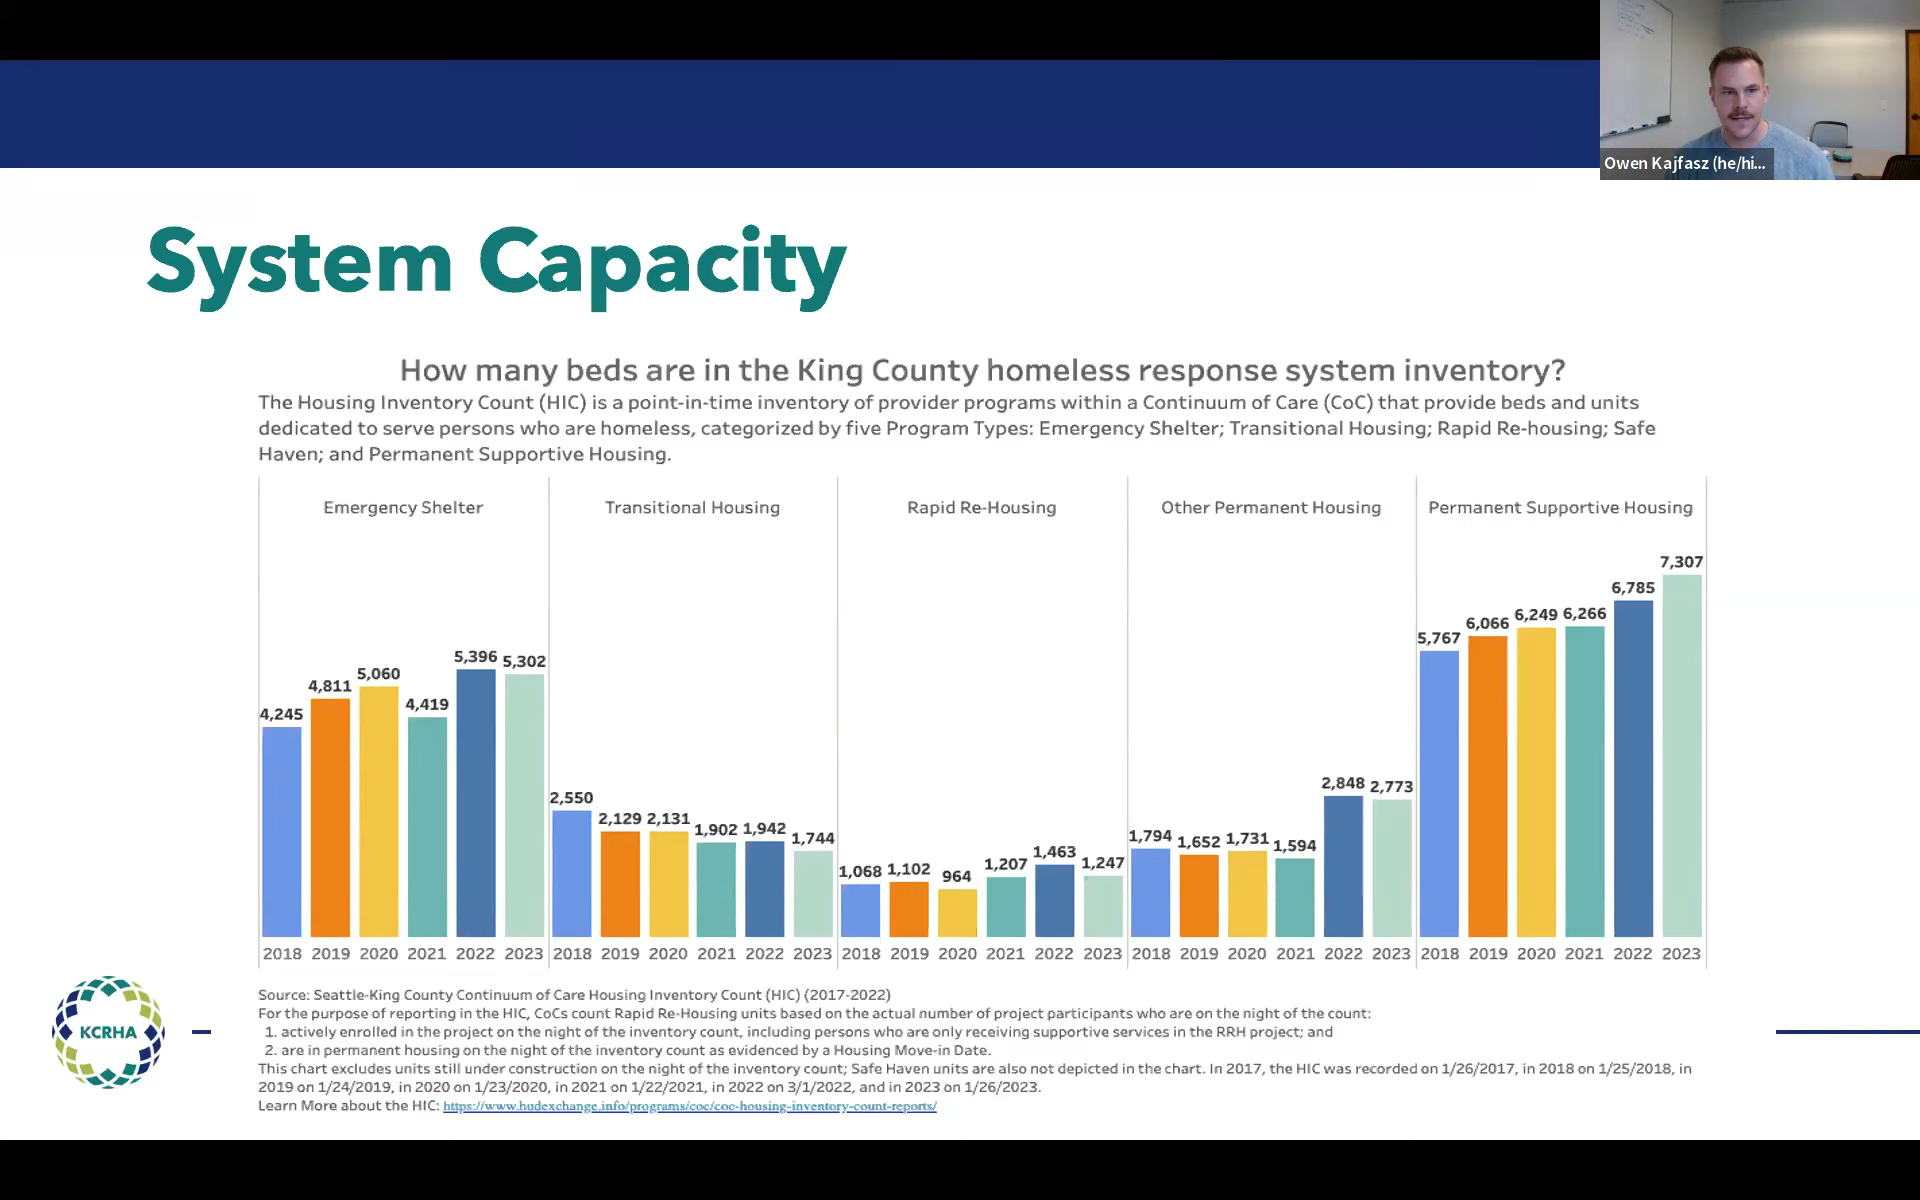 Owen Kajfasz (he/hi...
System Capacity
How many beds are in the King County homeless response system inventory?
The Housing Inventory Count (HIC) is a point-in-time inventory of provider programs within a Continuum of Care (CoC) that provide beds and units
dedicated to serve persons who are homeless, categorized by five Program Types: Emergency Shelter; Transitional Housing; Rapid Re-housing; Safe
Haven; and Permanent Supportive Housing.
Emergency Shelter
4,245 4,811 5,060 4,419 5,396 5,302
2018 2019 2020 2021 2022 2023
Transitional Housing
2,550 2,129 2,131 1,902 1,942 1,744
2018 2019 2020 2021 2022 2023
Rapid Re-Housing
1,068 1,102 964 1,207 1,463 1,247
2018 2019 2020 2021 2022 2023
Other Permanent Housing
1,794 1,652 1,731 1,594 2,848 2,773
2018 2019 2020 2021 2022 2023
Permanent Supportive Housing
5,767 6,066 6,249 6,266 6,785 7,307
2018 2019 2020 2021 2022 2023
KCRHA
Source: Seattle-King County Continuum of Care Housing Inventory Count (HIC) (2017-2022)
For the purpose of reporting in the HIC, CoCs count Rapid Re-Housing units based on the actual number of project participants who are on the night of the count:
1. actively enrolled in the project on the night of the inventory count, including persons who are only receiving supportive services in the RRH project; and
2. are in permanent housing on the night of the inventory count as evidenced by a Housing Move-in Date.
This chart excludes units still under construction on the night of the inventory count; Safe Haven units are also not depicted in the chart. In 2017, the HIC was recorded on 1/26/2017, in 2018 on 1/25/2018, in
2019 on 1/24/2019, in 2020 on 1/23/2020, in 2021 on 1/22/2021, in 2022 on 3/1/2022, and in 2023 on 1/26/2023.
Learn More about the HIC: https://www.hudexchange.info/programs/coc/coc-housing-inventory-count-reports/